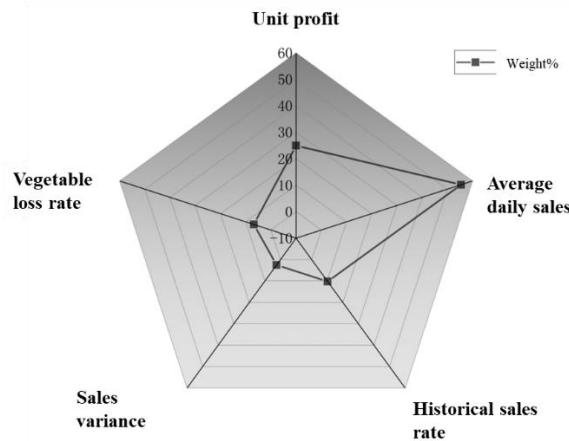 Unit profit
60
50
40
30
20
10
0
-10
Weight%
Vegetable
loss rate
Average
daily sales
Sales
variance
Historical sales
rate